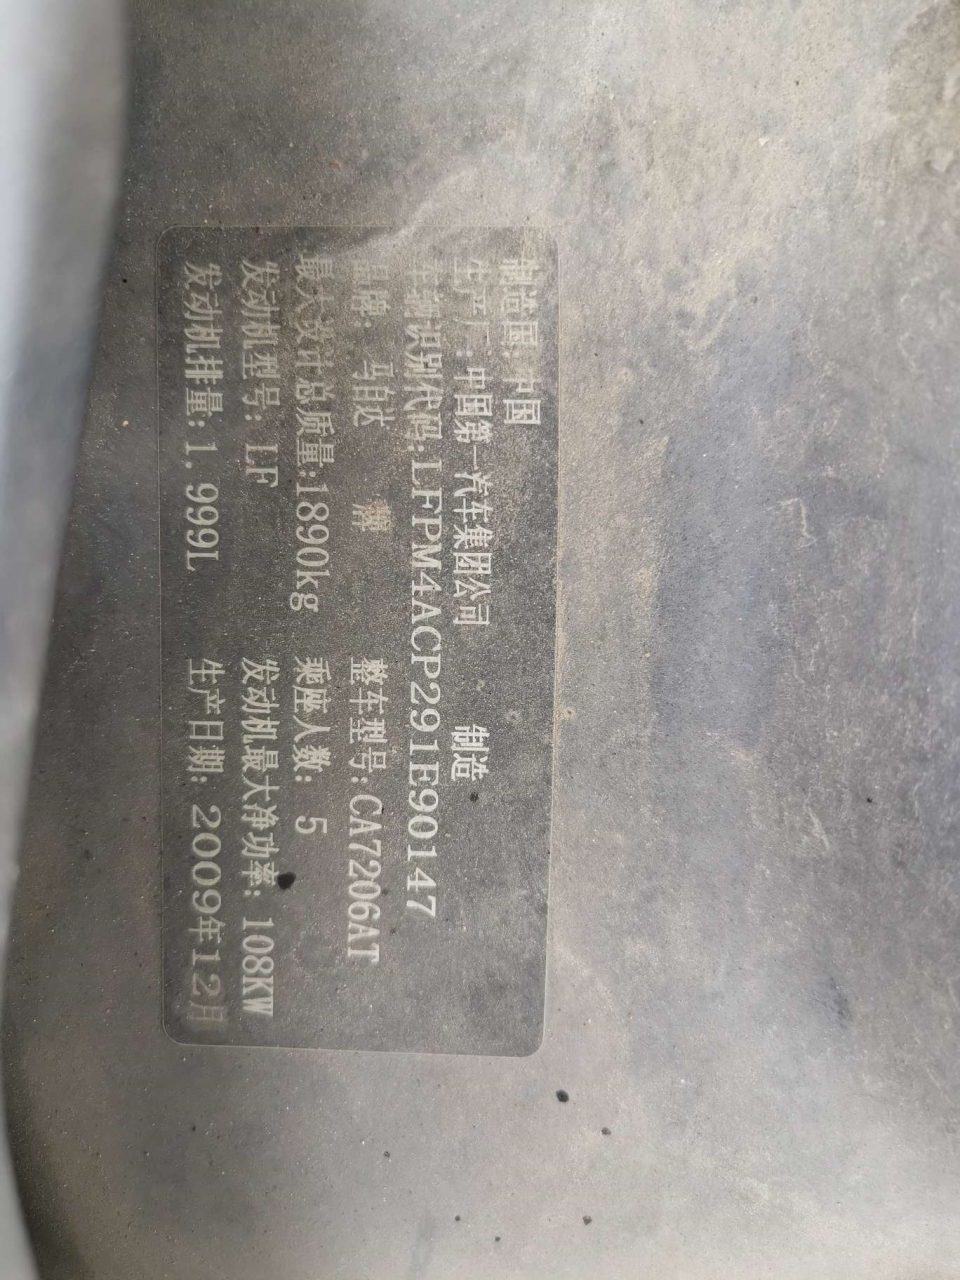 制造国:中国
生产厂:中国第一汽车集团公司 制造
车辆识别代码:LFPM4ACP291E90147
品牌: 马自达 牌 整车型号:CA7206AT
最大设计总质量:1890kg 乘座人数: 5
发动机型号: LF 发动机最大净功率: 108KW
发动机排量:1.999L 生产日期: 2009年12月